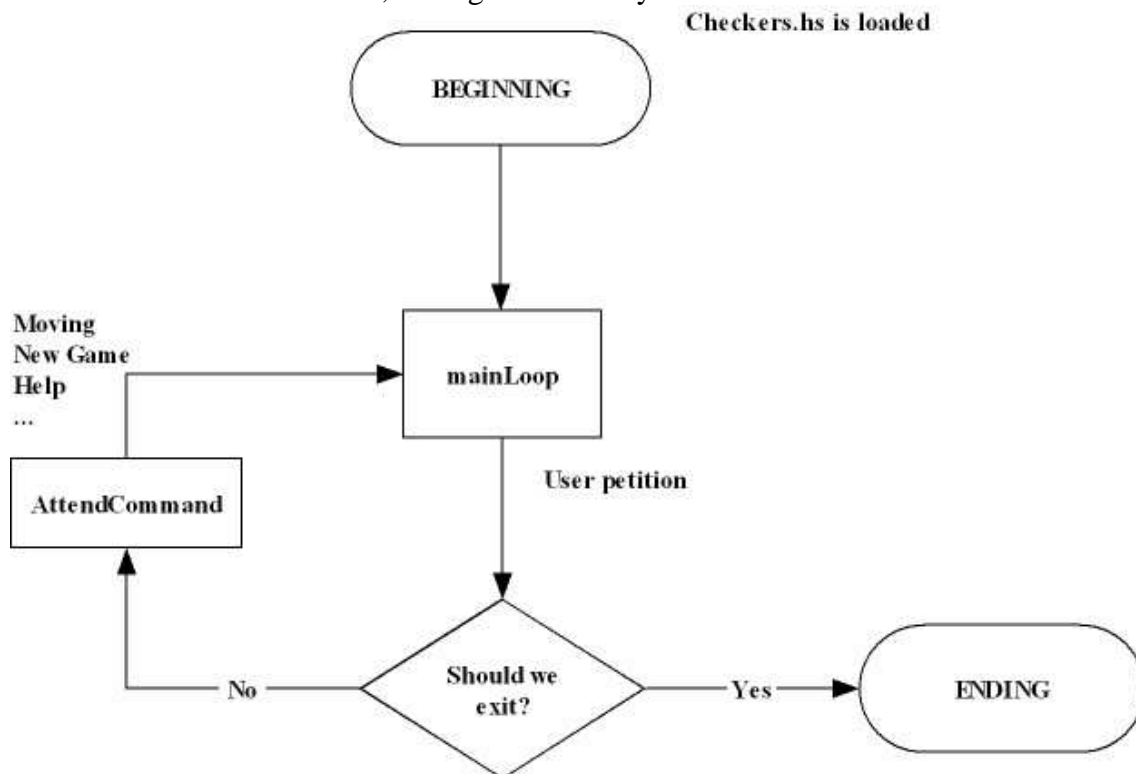 Checkers.hs is loaded
BEGINNING
Moving
New Game
Help
...
mainLoop
User petition
AttendCommand
Should we
exit?
No
Yes
ENDING